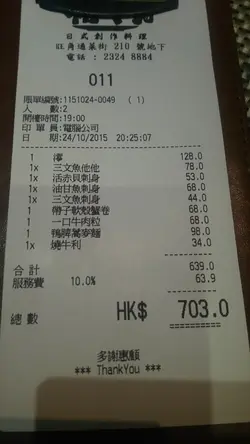 日式創作料理
旺角通菜街 210 號地下
電話 : 2324 8884
011
賬單編號:1151024-0049 ( 1)
人 數:2
開檯時間:19:00
印 單 員:電腦公司
日 期:24/10/2015 20:25:07
1 澪 128.0
1x 三文魚他他 78.0
1x 活赤貝刺身 53.0
1x 油甘魚刺身 68.0
1x 三文魚刺身 44.0
1 帶子軟殼蟹卷 68.0
1 一口牛肉粒 68.0
1 鴨脾蕎麥麵 98.0
1x 燒牛利 34.0
合 計 639.0
服務費 10.0% 63.9
總 數 HK$ 703.0
多謝惠顧
*** ThankYou ***